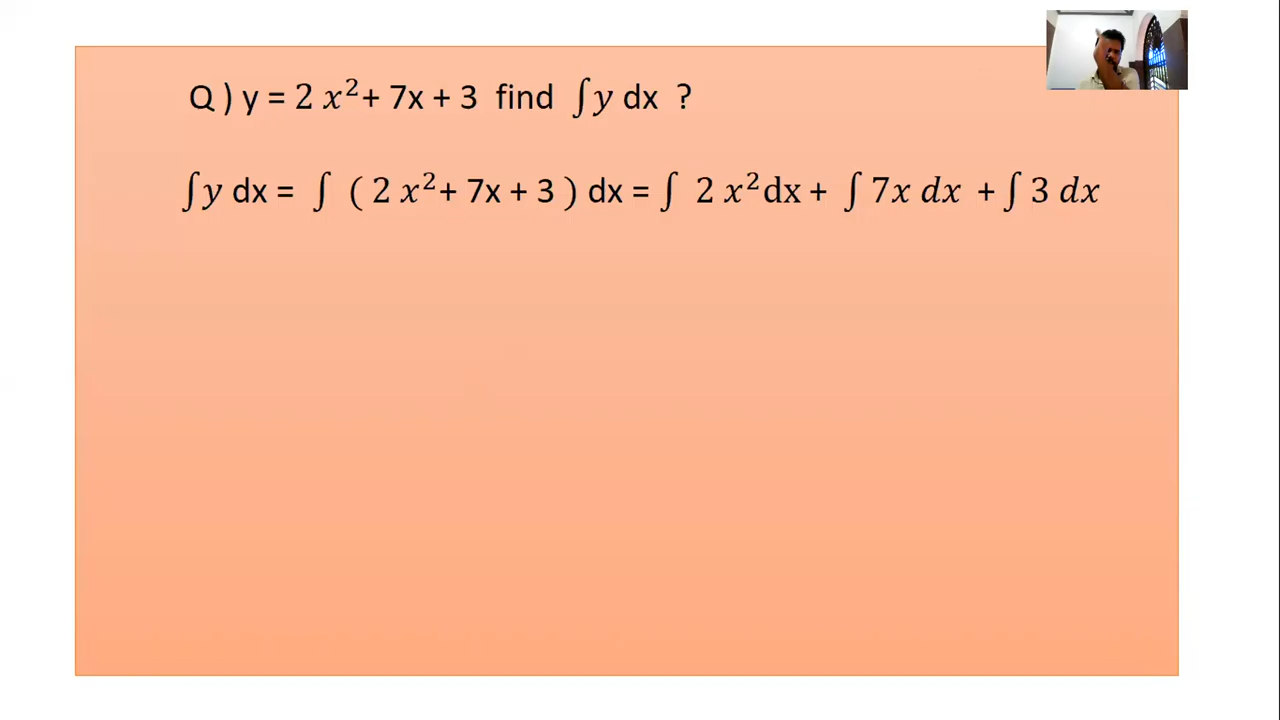 Q ) y = 2 x²+ 7x + 3 find ∫y dx ?
∫y dx = ∫ ( 2 x²+ 7x + 3 ) dx = ∫ 2 x²dx + ∫ 7x dx + ∫ 3 dx